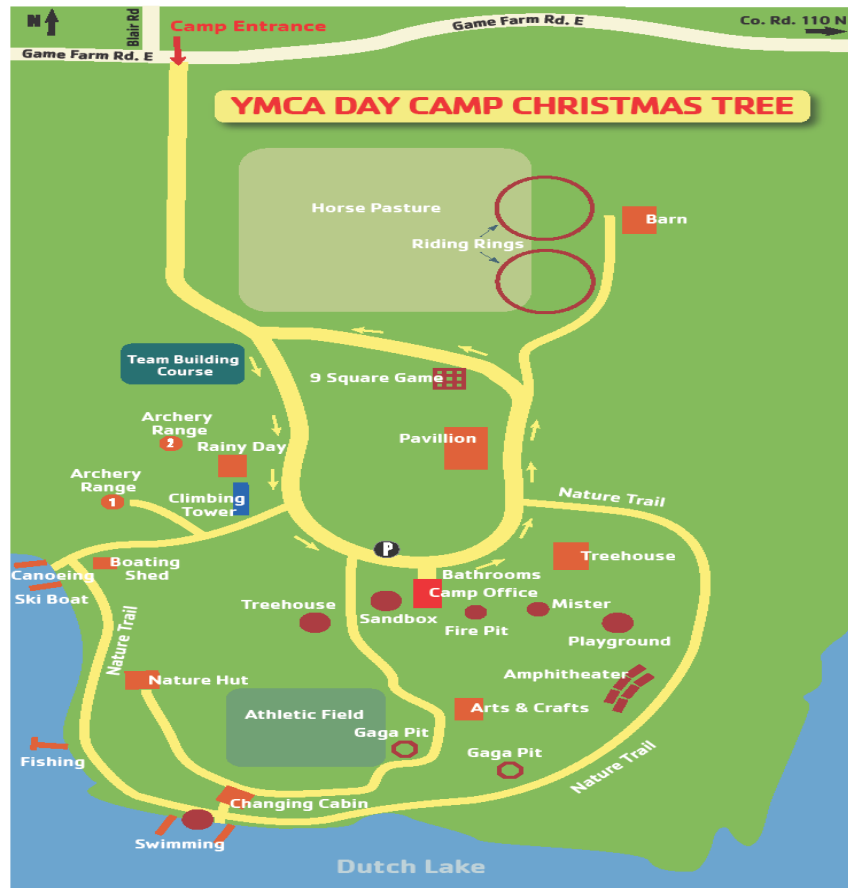 N
Blair Rd
Camp Entrance
Game Farm Rd. E
Co. Rd. 110 N
Game Farm Rd. E
YMCA DAY CAMP CHRISTMAS TREE
Horse Pasture
Barn
Riding Rings
Team Building
Course
9 Square Game
Archery
Range
2
Rainy Day
Pavillion
Archery
Range
1
Climbing
Tower
Nature Trail
P
Boating
Shed
Canoeing
Ski Boat
Bathrooms
Camp Office
Treehouse
Treehouse
Sandbox
Fire Pit
Mister
Playground
Nature Trail
Nature Hut
Amphitheater
Athletic Field
Arts & Crafts
Gaga Pit
Gaga Pit
Nature Trail
Fishing
Changing Cabin
Swimming
Dutch Lake